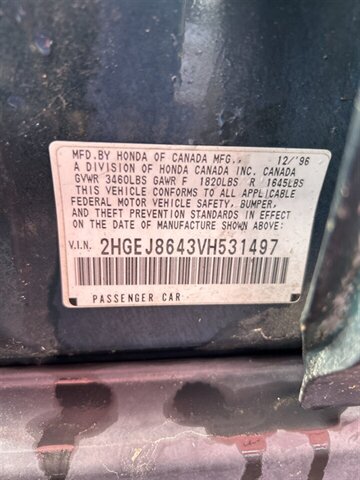 MFD.BY HONDA OF CANADA MFG., 12/'96
A DIVISION OF HONDA CANADA INC. CANADA
GVWR 3460LBS GAWR F 1820LBS R 1645LBS
THIS VEHICLE CONFORMS TO ALL APPLICABLE
FEDERAL MOTOR VEHICLE SAFETY, BUMPER,
AND THEFT PREVENTION STANDARDS IN EFFECT
ON THE DATE OF MANUFACTURE SHOWN ABOVE.
V.I.N. 2HGEJ8643VH531497
PASSENGER CAR